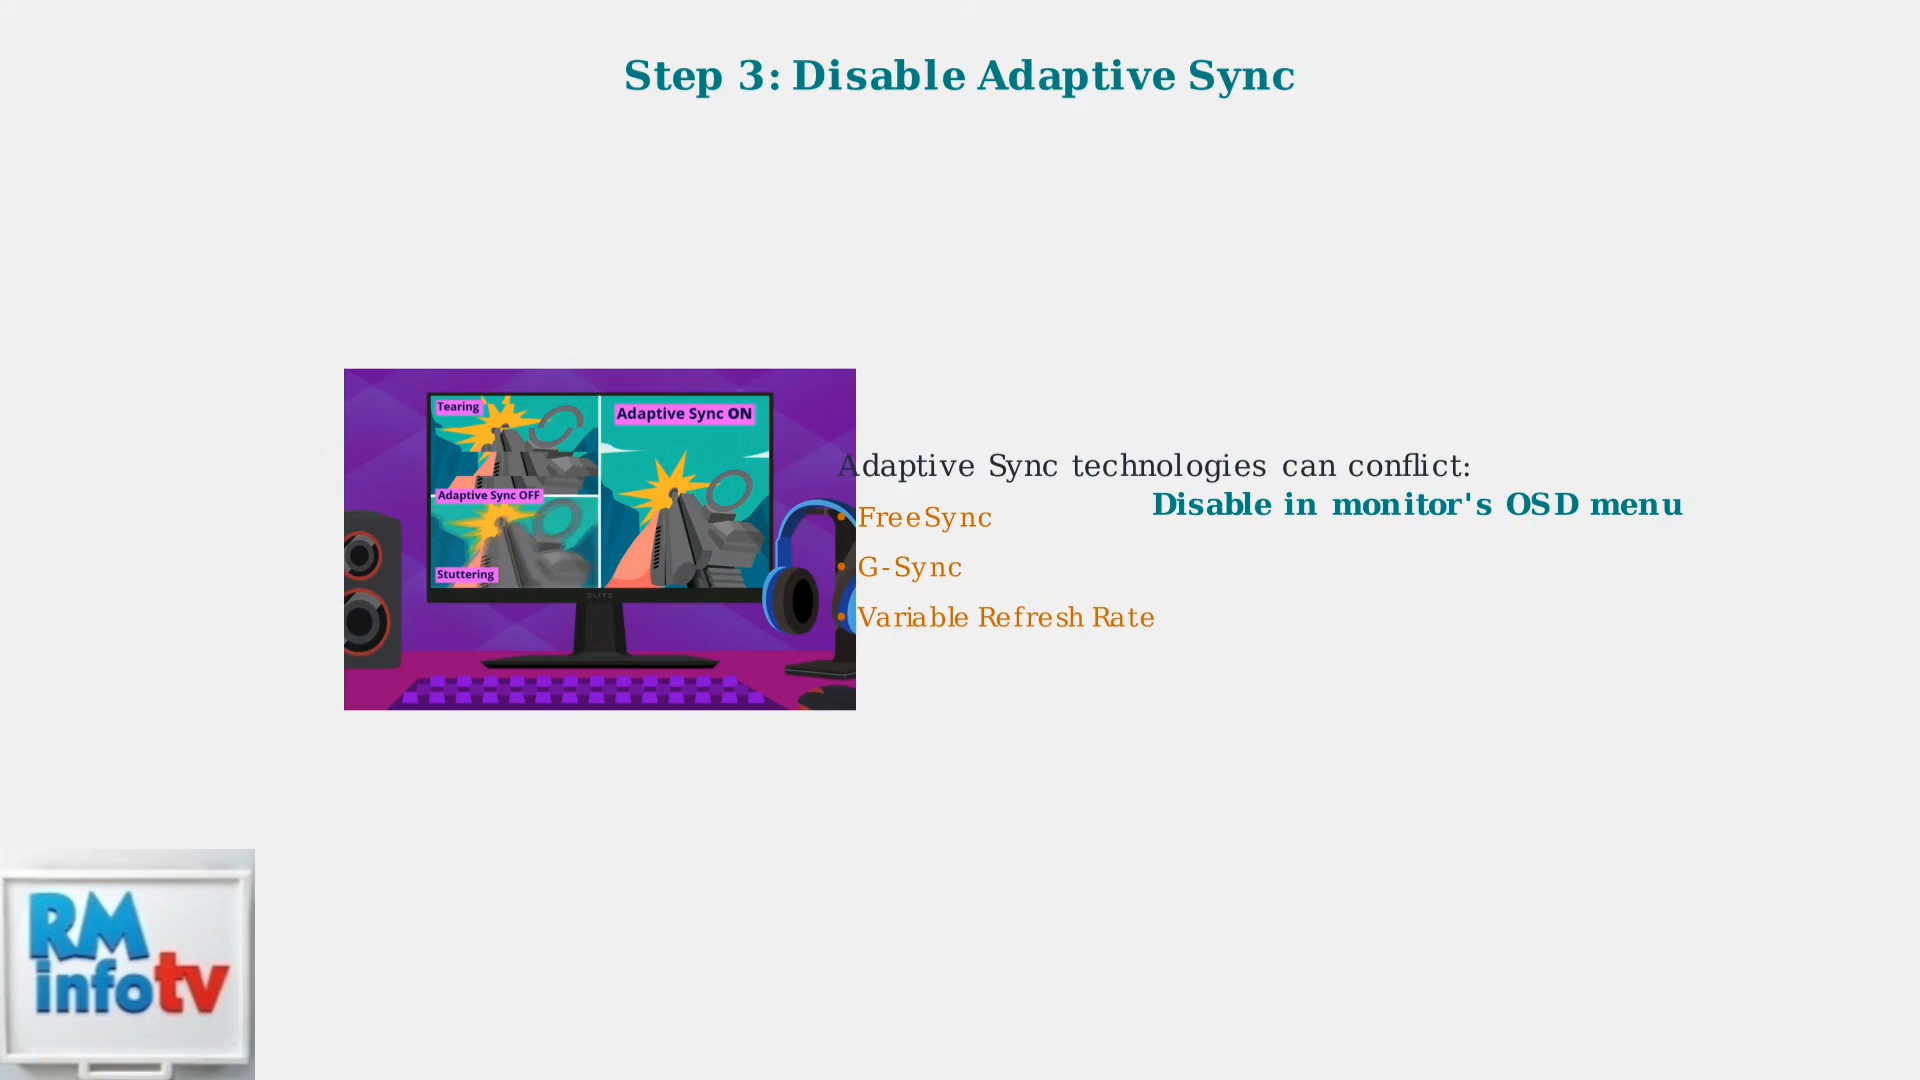 Step 3: Disable Adaptive Sync
Tearing
Adaptive Sync ON
Adaptive Sync OFF
Stuttering
ELITE
Adaptive Sync technologies can conflict:
Disable in monitor's OSD menu
• FreeSync
• G-Sync
• Variable Refresh Rate
RM
infotv